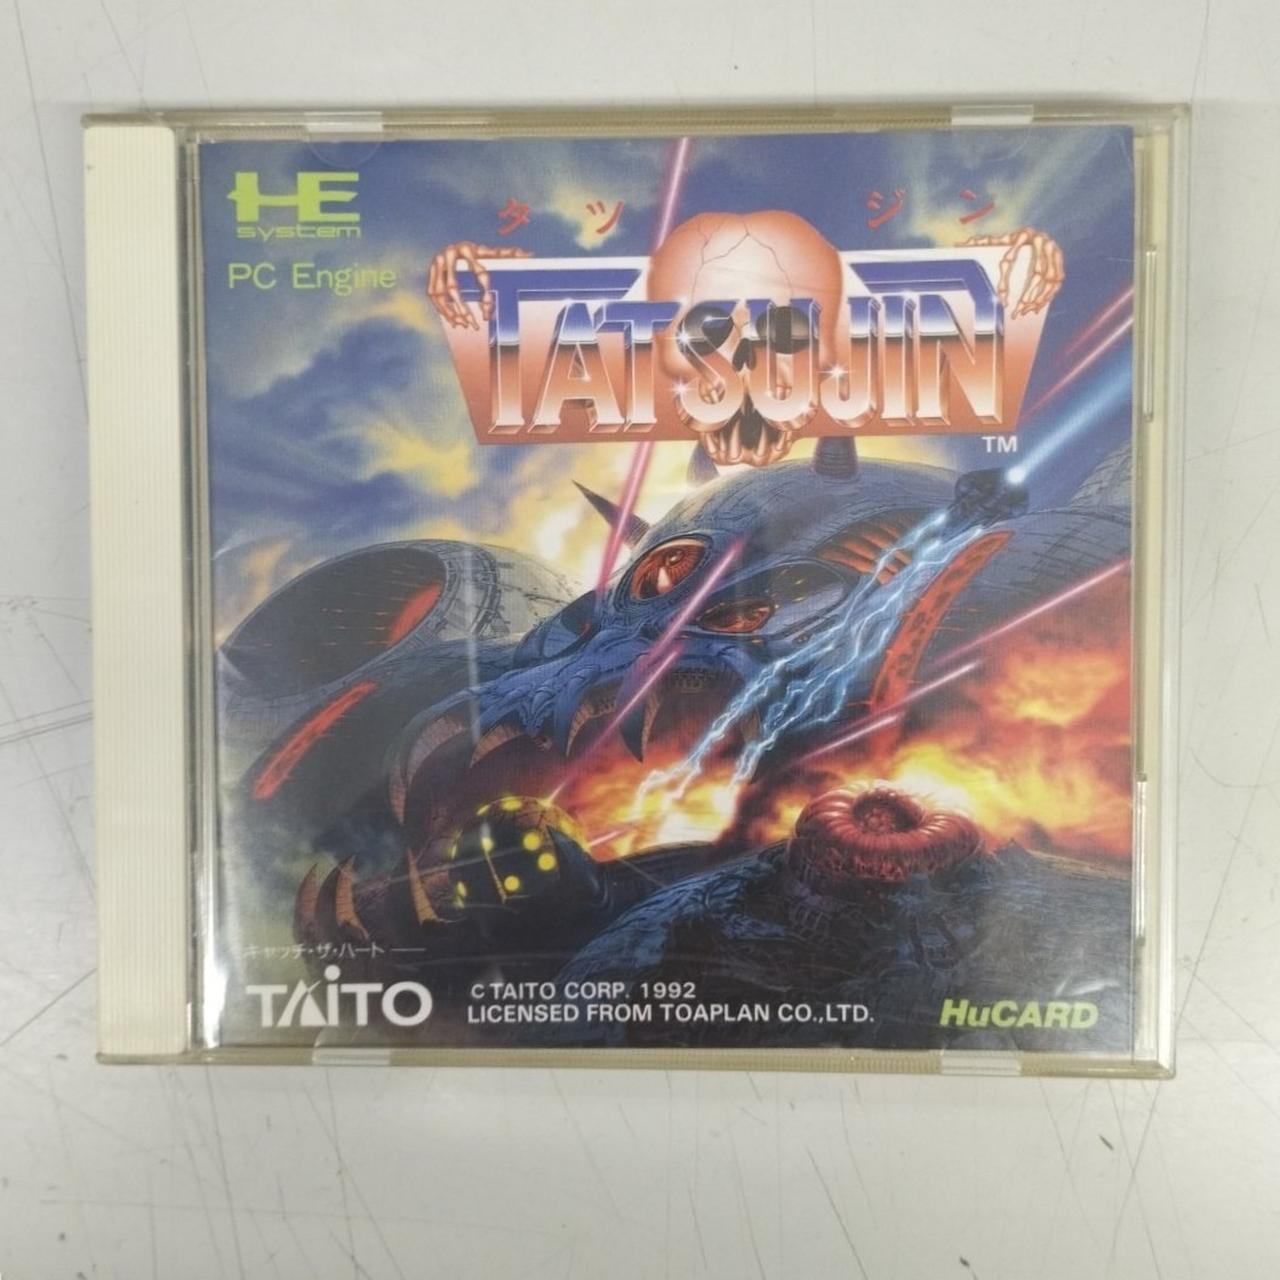 HE
system
PC Engine
タツジン
TATSUJIN
TM
キャッチ・ザ・ハート
TAITO
C TAITO CORP. 1992
LICENSED FROM TOAPLAN CO.,LTD.
HuCARD